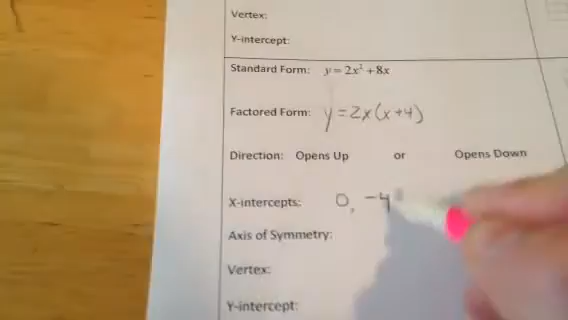 Vertex:
Y-intercept:
Standard Form: y = 2x² + 8x
Factored Form: y = 2x(x+4)
Direction: Opens Up or Opens Down
X-intercepts: 0, -4
Axis of Symmetry:
Vertex:
Y-intercept: